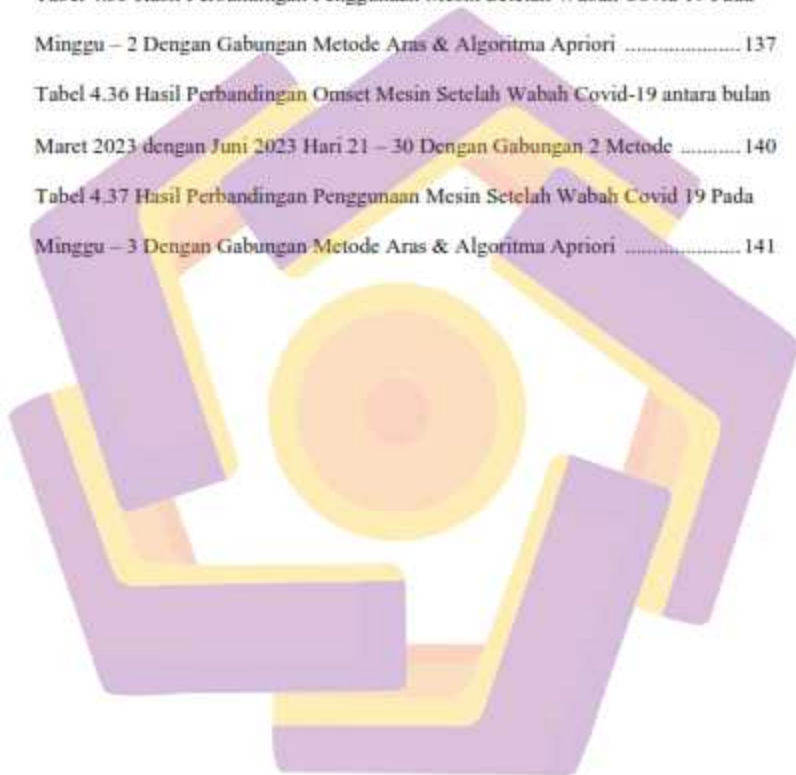 Minggu – 2 Dengan Gabungan Metode Aras & Algoritma Apriori ...................... 137
Tabel 4.36 Hasil Perbandingan Omset Mesin Setelah Wabah Covid-19 antara bulan
Maret 2023 dengan Juni 2023 Hari 21 – 30 Dengan Gabungan 2 Metode ........... 140
Tabel 4.37 Hasil Perbandingan Penggunaan Mesin Setelah Wabah Covid 19 Pada
Minggu – 3 Dengan Gabungan Metode Aras & Algoritma Apriori ...................... 141